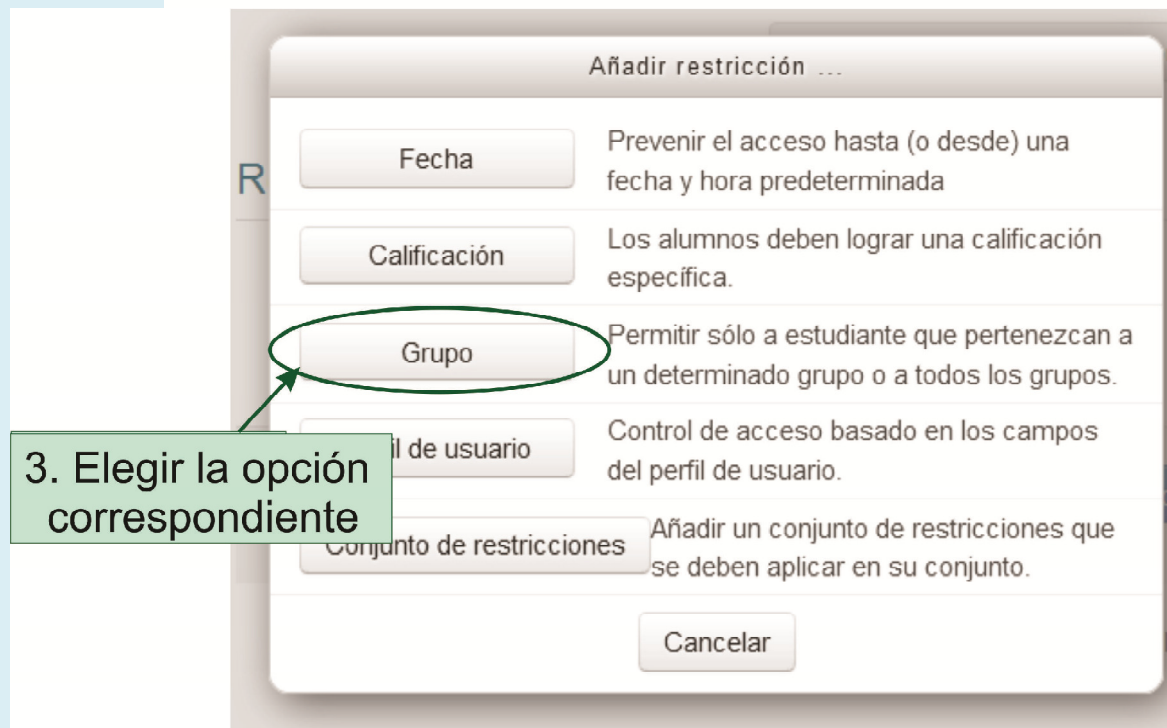 Añadir restricción ...
R
Fecha
Prevenir el acceso hasta (o desde) una
fecha y hora predeterminada
Calificación
Los alumnos deben lograr una calificación
específica.
Grupo
Permitir sólo a estudiante que pertenezcan a
un determinado grupo o a todos los grupos.
il de usuario
Control de acceso basado en los campos
del perfil de usuario.
3. Elegir la opción
correspondiente
Conjunto de restricciones
Añadir un conjunto de restricciones que
se deben aplicar en su conjunto.
Cancelar